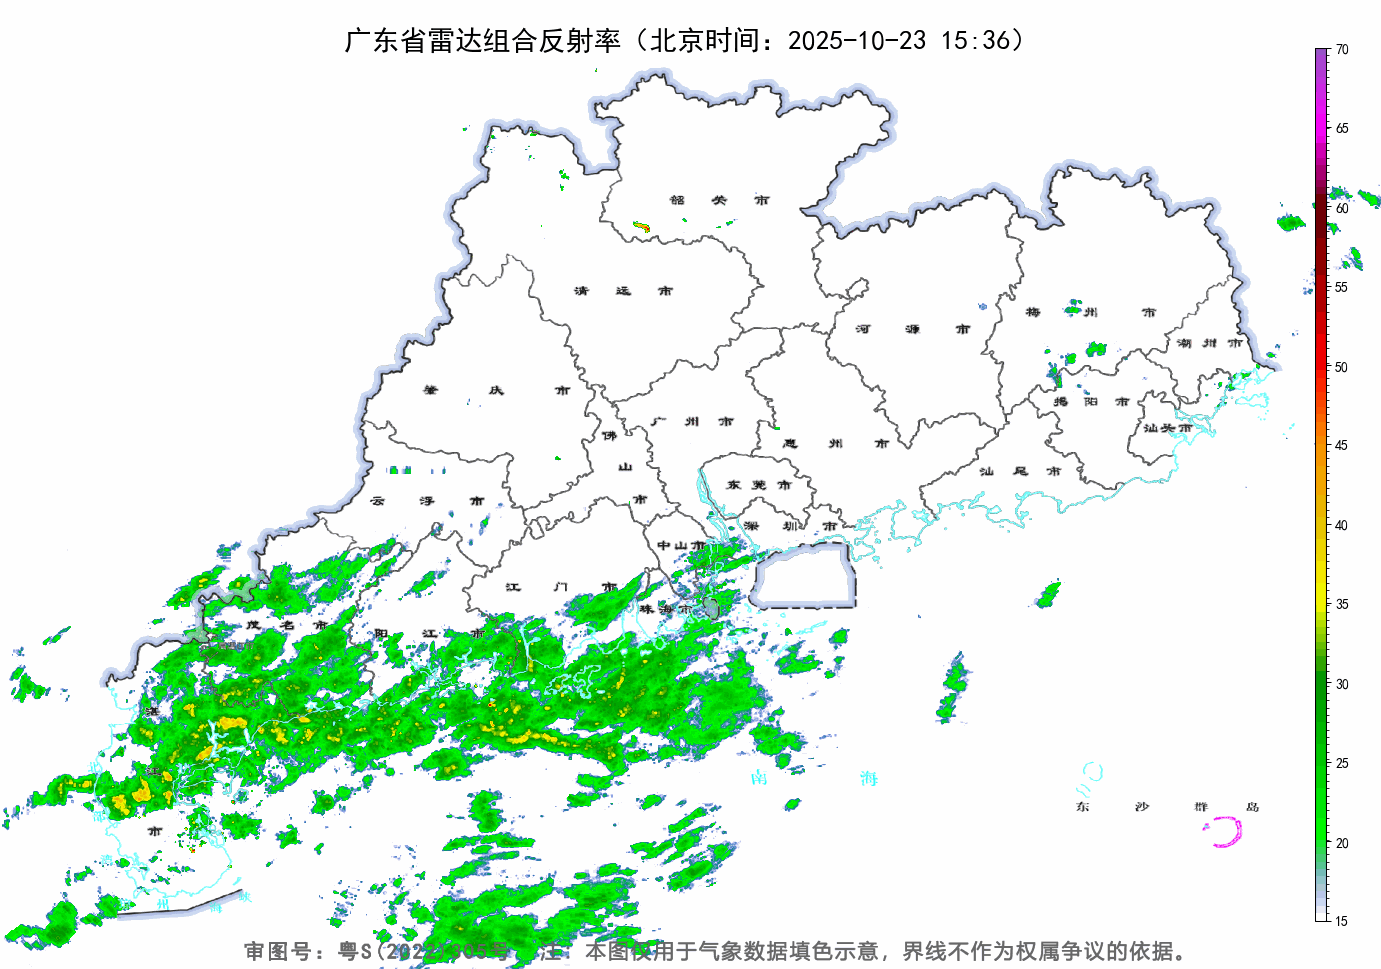 广东省雷达组合反射率（北京时间：2025-10-23 15:36）
70
65
60
55
50
45
40
35
30
25
20
15
韶关市
清远市
河源市
梅州市
潮州市
肇庆市
广州市
揭阳市
佛山市
惠州市
汕头市
汕尾市
云浮市
东莞市
深圳市
中山市
江门市
珠海市
茂名市
阳江市
湛江市
南海
东沙群岛
州
海峡
审图号：粤S(2022)005号 注：本图仅用于气象数据填色示意，界线不作为权属争议的依据。